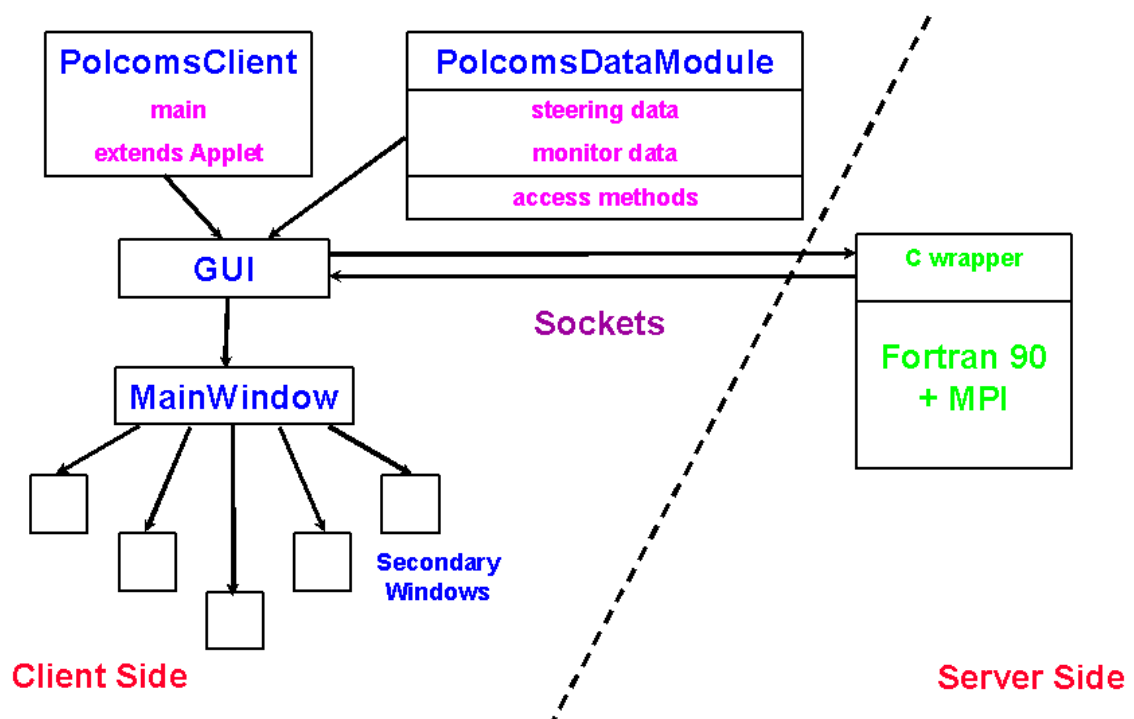 PolcomsClient
main
extends Applet
PolcomsDataModule
steering data
monitor data
access methods
GUI
C wrapper
Sockets
Fortran 90
+ MPI
MainWindow
Secondary
Windows
Client Side
Server Side